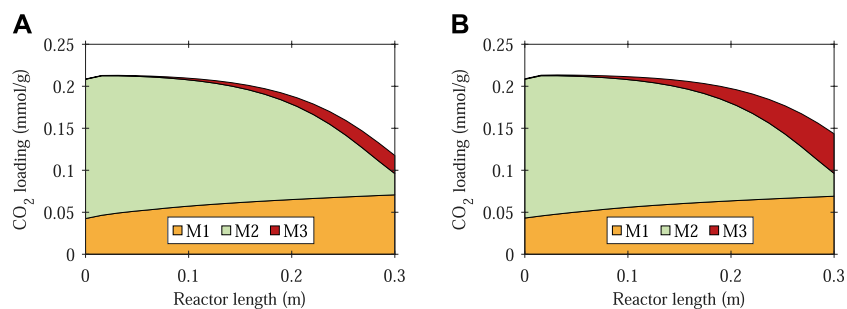 A
CO2 loading (mmol/g)
0.25
0.2
0.15
0.1
0.05
0
M1 M2 M3
0 0.1 0.2 0.3
Reactor length (m)
B
CO2 loading (mmol/g)
0.25
0.2
0.15
0.1
0.05
0
M1 M2 M3
0 0.1 0.2 0.3
Reactor length (m)